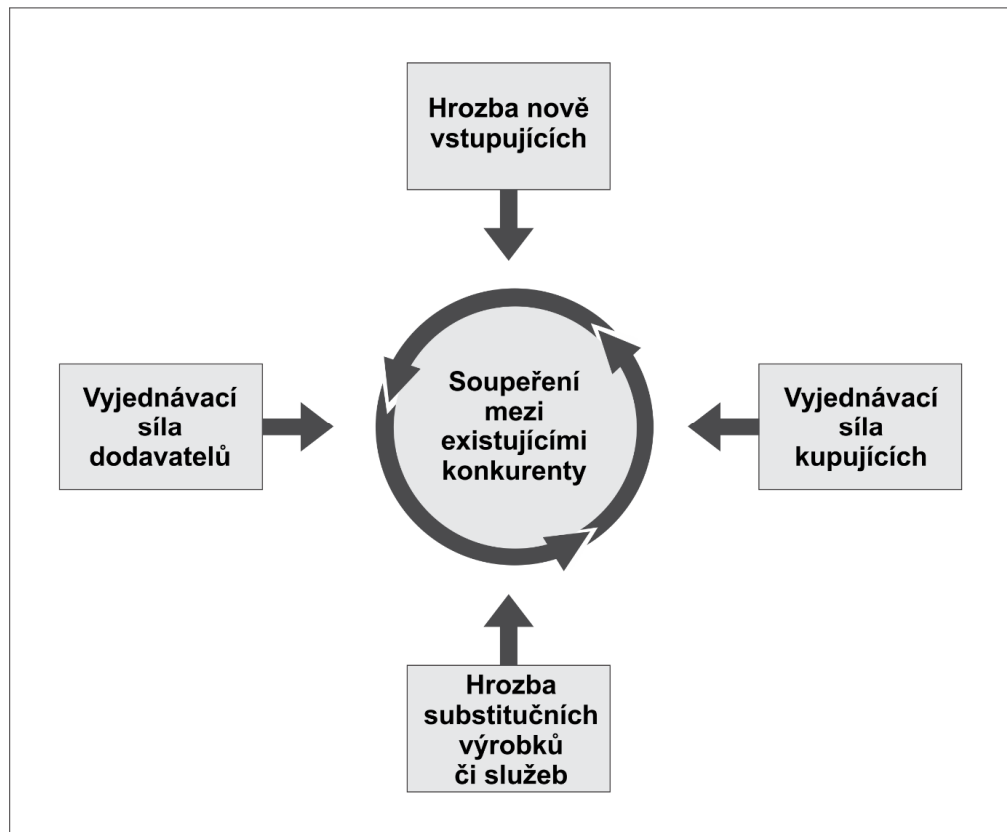 Hrozba nově
vstupujících
Vyjednávací
síla
dodavatelů
Soupeření
mezi
existujícími
konkurenty
Vyjednávací
síla
kupujících
Hrozba
substitučních
výrobků
či služeb